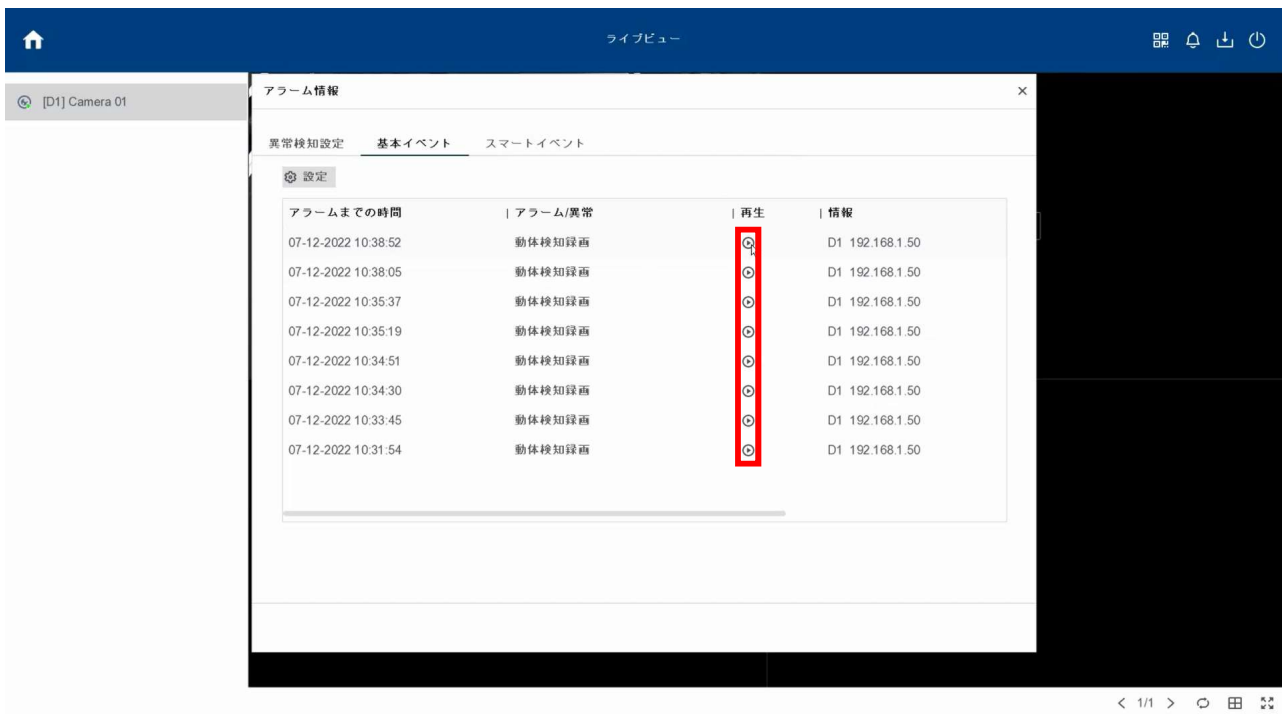 ライブビュー
[D1] Camera 01
アラーム情報
異常検知設定 基本イベント スマートイベント
設定
アラームまでの時間 | アラーム/異常 | 再生 | 情報
07-12-2022 10:38:52 動体検知録画 D1 192.168.1.50
07-12-2022 10:38:05 動体検知録画 D1 192.168.1.50
07-12-2022 10:35:37 動体検知録画 D1 192.168.1.50
07-12-2022 10:35:19 動体検知録画 D1 192.168.1.50
07-12-2022 10:34:51 動体検知録画 D1 192.168.1.50
07-12-2022 10:34:30 動体検知録画 D1 192.168.1.50
07-12-2022 10:33:45 動体検知録画 D1 192.168.1.50
07-12-2022 10:31:54 動体検知録画 D1 192.168.1.50
1/1